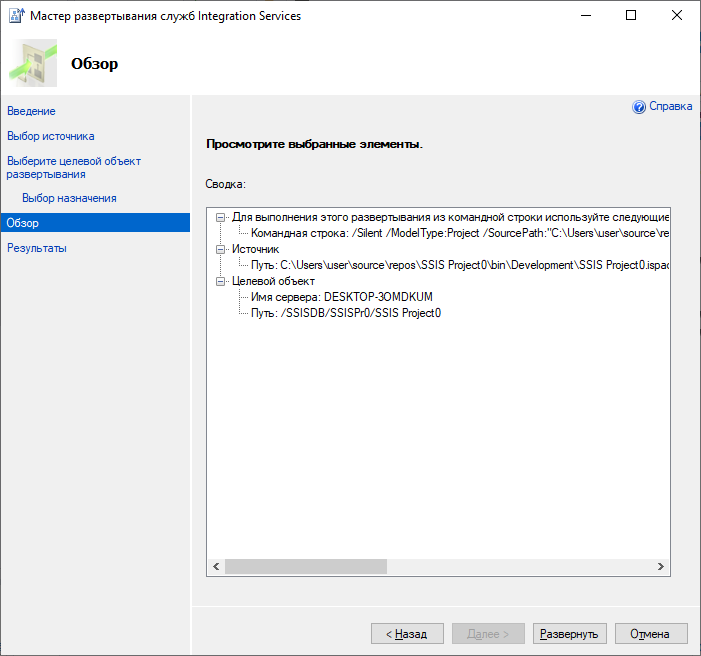 Мастер развертывания служб Integration Services
Обзор
Введение
Выбор источника
Выберите целевой объект
развертывания
Выбор назначения
Обзор
Результаты
Справка
Просмотрите выбранные элементы.
Сводка:
Для выполнения этого развертывания из командной строки используйте следующие
Командная строка: /Silent /ModelType:Project /SourcePath:"C:\Users\user\source\re
Источник
Путь: C:\Users\user\source\repos\SSIS Project0\bin\Development\SSIS Project0.ispac
Целевой объект
Имя сервера: DESKTOP-3OMDKUM
Путь: /SSISDB/SSISPr0/SSIS Project0
< Назад
Далее >
Развернуть
Отмена